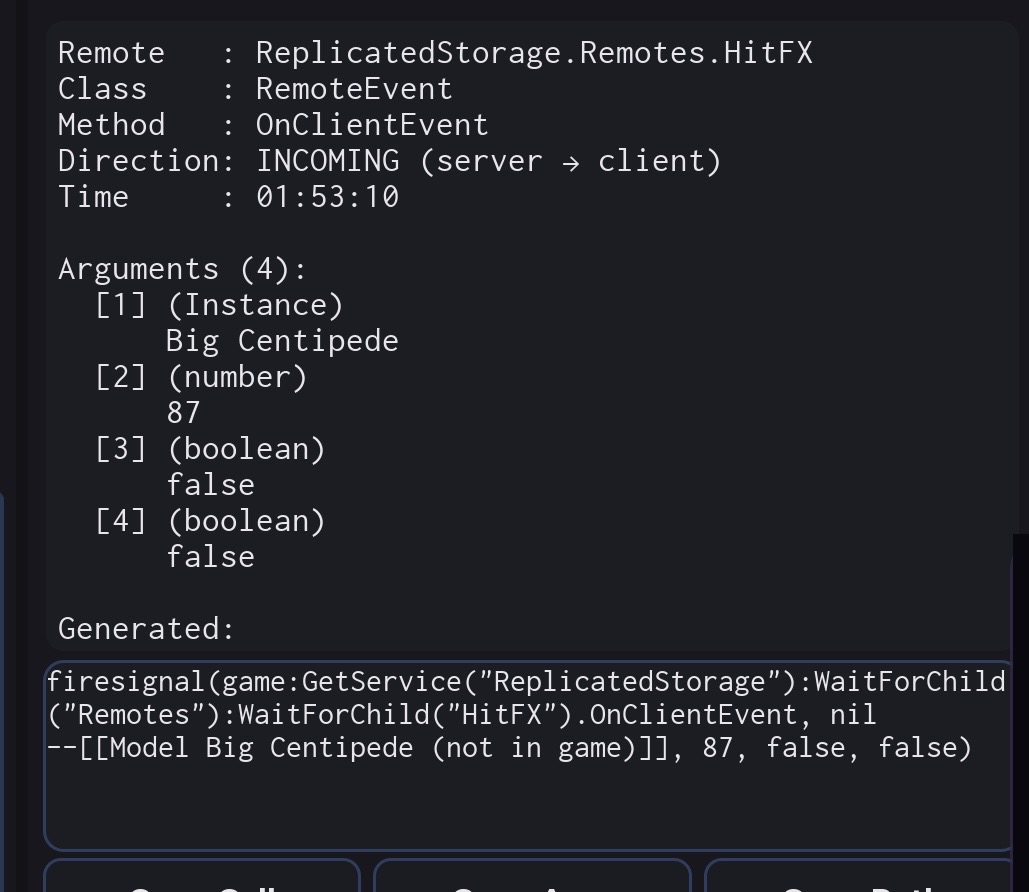 Remote   : ReplicatedStorage.Remotes.HitFX
Class    : RemoteEvent
Method   : OnClientEvent
Direction: INCOMING (server → client)
Time     : 01:53:10
Arguments (4):
[1] (Instance)
Big Centipede
[2] (number)
87
[3] (boolean)
false
[4] (boolean)
false
Generated:
firesignal(game:GetService("ReplicatedStorage"):WaitForChild
("Remotes"):WaitForChild("HitFX").OnClientEvent, nil
--[[Model Big Centipede (not in game)]], 87, false, false)